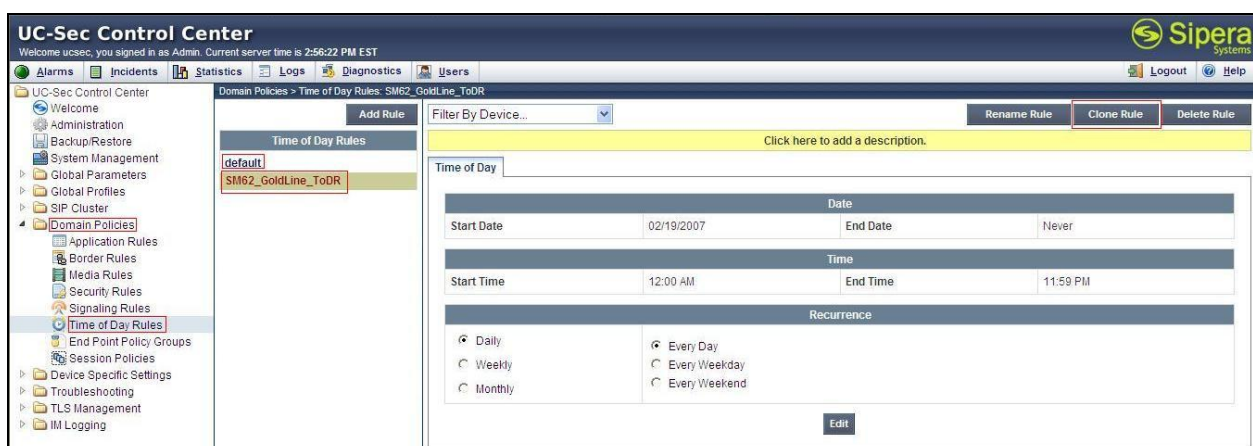 UC-Sec Control Center
Welcome ucsec, you signed in as Admin. Current server time is 2:56:22 PM EST
Sipera
Systems
Alarms Incidents Statistics Logs Diagnostics Users Logout Help
UC-Sec Control Center
Welcome
Administration
Backup/Restore
System Management
Global Parameters
Global Profiles
SIP Cluster
Domain Policies
Application Rules
Border Rules
Media Rules
Security Rules
Signaling Rules
Time of Day Rules
End Point Policy Groups
Session Policies
Device Specific Settings
Troubleshooting
TLS Management
IM Logging
Domain Policies > Time of Day Rules: SM62_GoldLine_ToDR
Add Rule
Time of Day Rules
default
SM62_GoldLine_ToDR
Filter By Device...
Rename Rule Clone Rule Delete Rule
Click here to add a description.
Time of Day
Date
Start Date 02/19/2007 End Date Never
Time
Start Time 12:00 AM End Time 11:59 PM
Recurrence
Daily
Weekly
Monthly
Every Day
Every Weekday
Every Weekend
Edit